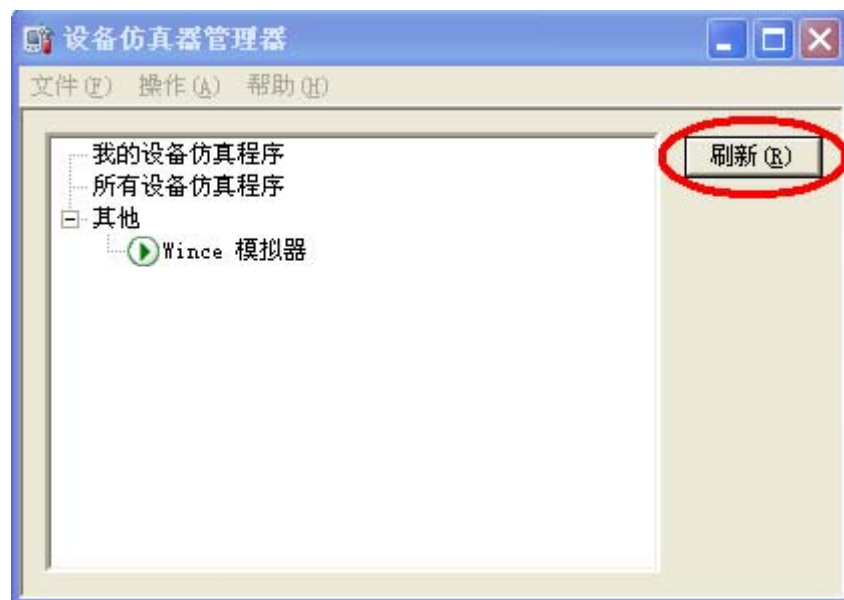 设备仿真器管理器
文件(F) 操作(A) 帮助(H)
我的设备仿真程序
刷新(R)
所有设备仿真程序
其他
Wince 模拟器